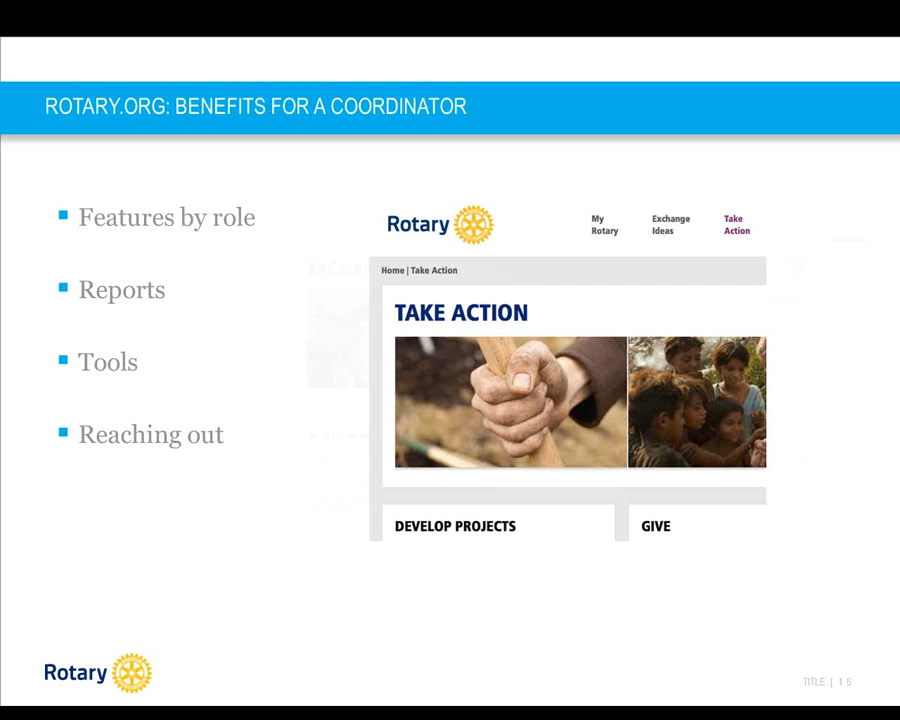 ROTARY.ORG: BENEFITS FOR A COORDINATOR
Features by role
Reports
Tools
Reaching out
Rotary
My Rotary
Exchange Ideas
Take Action
Home | Take Action
TAKE ACTION
DEVELOP PROJECTS
GIVE
Rotary
TITLE | 16